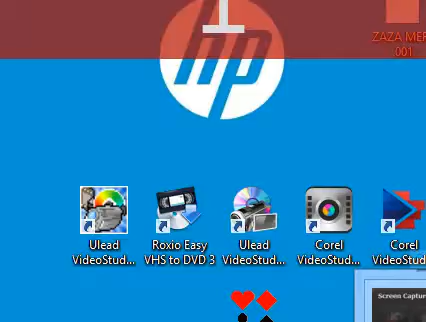 hp
ZAZA MER
001
Ulead
VideoStud...
Roxio Easy
VHS to DVD 3
Ulead
VideoStud...
Corel
VideoStud...
Corel
VideoStud
Screen Captur